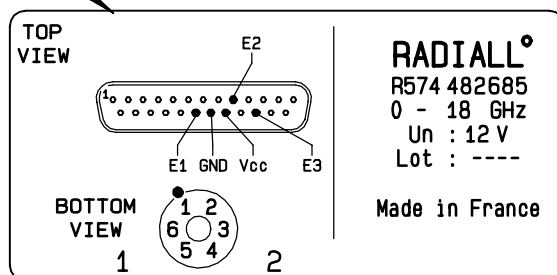 TOP
VIEW
E2
1
E1 GND Vcc E3
BOTTOM
VIEW
1 2
6 3
5 4
1 2
RADIALL°
R574 482685
0 - 18 GHz
Un : 12 V
Lot : ----
Made in France